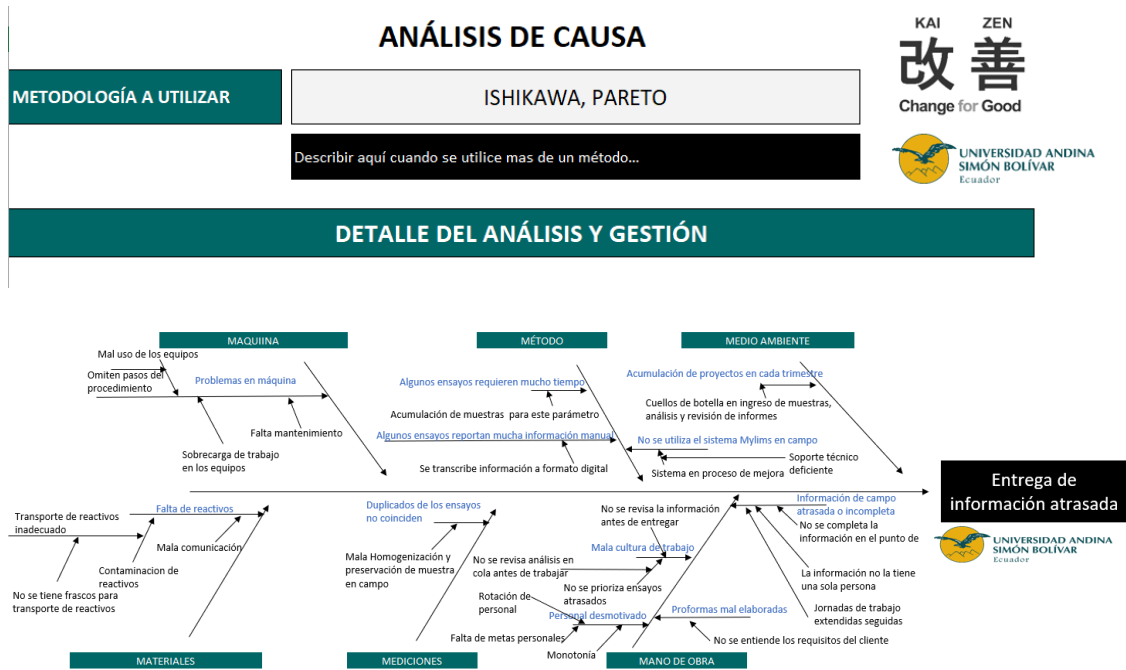 ANÁLISIS DE CAUSA
KAI ZEN
改善
Change for Good
METODOLOGÍA A UTILIZAR
ISHIKAWA, PARETO
Describir aquí cuando se utilice mas de un método...
UNIVERSIDAD ANDINA
SIMÓN BOLÍVAR
Ecuador
DETALLE DEL ANÁLISIS Y GESTIÓN
MAQUIINA
MÉTODO
MEDIO AMBIENTE
Mal uso de los equipos
Omiten pasos del
procedimiento
Problemas en máquina
Falta mantenimiento
Sobrecarga de trabajo
en los equipos
Algunos ensayos requieren mucho tiempo
Acumulación de muestras para este parámetro
Algunos ensayos reportan mucha información manual
Se transcribe información a formato digital
No se utiliza el sistema Mylims en campo
Soporte técnico
deficiente
Sistema en proceso de mejora
Acumulación de proyectos en cada trimestre
Cuellos de botella en ingreso de muestras,
análisis y revisión de informes
Entrega de
información atrasada
UNIVERSIDAD ANDINA
SIMÓN BOLÍVAR
Ecuador
Falta de reactivos
Transporte de reactivos
inadecuado
Mala comunicación
Contaminacion de
reactivos
No se tiene frascos para
transporte de reactivos
Duplicados de los ensayos
no coinciden
Mala Homogenización y
preservación de muestra
en campo
No se revisa la información
antes de entregar
Mala cultura de trabajo
No se revisa análisis en
cola antes de trabajar
No se prioriza ensayos
atrasados
Rotación de
personal
Personal desmotivado
Falta de metas personales
Monotonía
Información de campo
atrasada o incompleta
No se completa la
información en el punto de
La información no la tiene
una sola persona
Jornadas de trabajo
extendidas seguidas
Proformas mal elaboradas
No se entiende los requisitos del cliente
MATERIALES
MEDICIONES
MANO DE OBRA